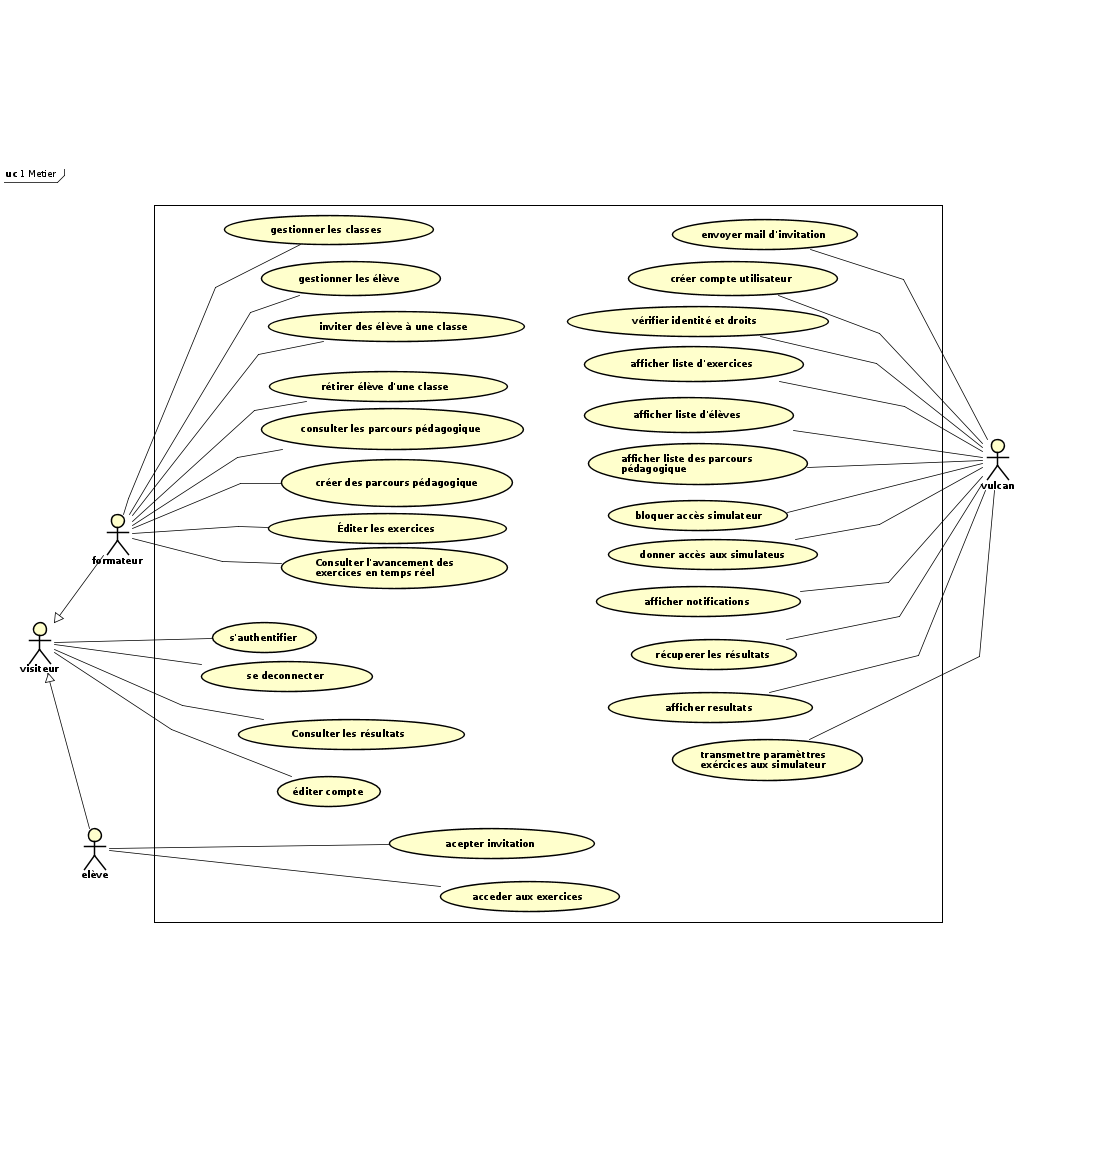 uc 1 Metier
gestionner les classes
gestionner les élève
inviter des élève à une classe
rétirer élève d'une classe
consulter les parcours pédagogique
créer des parcours pédagogique
Éditer les exercices
Consulter l'avancement des
exercices en temps réel
formateur
s'authentifier
visiteur
se deconnecter
Consulter les résultats
éditer compte
acepter invitation
elève
acceder aux exercices
envoyer mail d'invitation
créer compte utilisateur
vérifier identité et droits
afficher liste d'exercices
afficher liste d'élèves
afficher liste des parcours
pédagogique
vulcan
bloquer accès simulateur
donner accès aux simulateus
afficher notifications
récuperer les résultats
afficher resultats
transmettre paramèttres
exércices aux simulateur